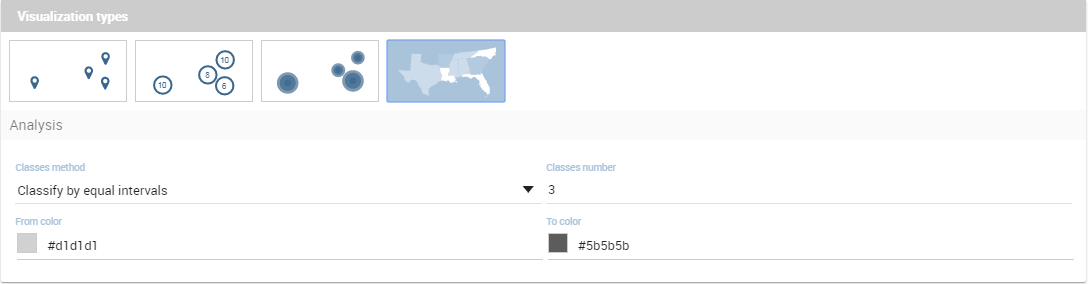 Visualization types
10
8
10
6
Analysis
Classes method
Classes number
Classify by equal intervals
3
From color
To color
#d1d1d1
#5b5b5b